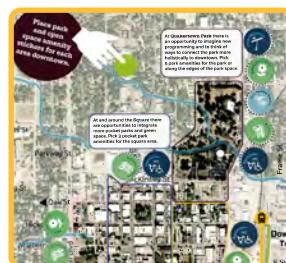 Place park
and open
space amenity
stickers for each
area downtown.
At Quakertown Park there is
an opportunity to imagine new
programming and to think of
ways to connect the park more
holistically to downtown. Pick
5 park amenities for the park or
along the edges of the park space.
At and around the Square there
are opportunities to integrate
more pocket parks and green
space. Pick 3 pocket park
amenities for the square area.
Oak St